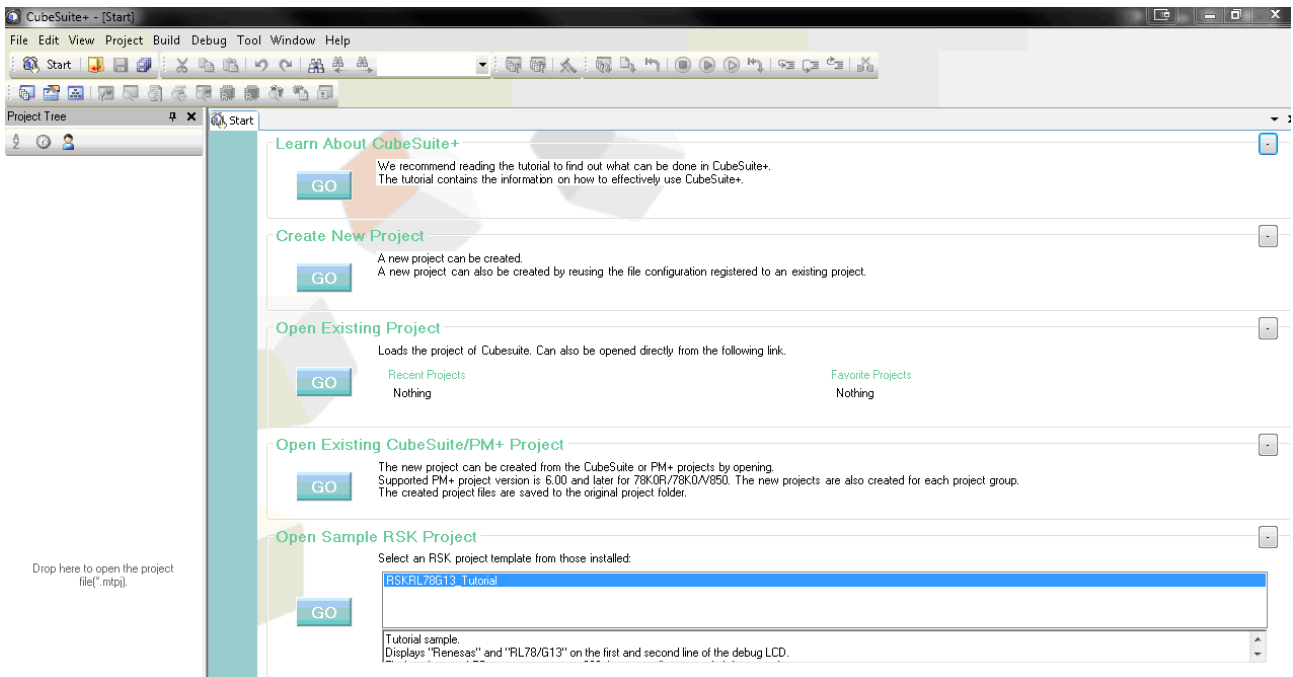 CubeSuite+ - [Start]
File Edit View Project Build Debug Tool Window Help
Start
Project Tree
Start
Learn About CubeSuite+
We recommend reading the tutorial to find out what can be done in CubeSuite+.
The tutorial contains the information on how to effectively use CubeSuite+.
GO
Create New Project
A new project can be created.
A new project can also be created by reusing the file configuration registered to an existing project.
GO
Open Existing Project
Loads the project of Cubesuite. Can also be opened directly from the following link.
GO
Recent Projects Favorite Projects
Nothing Nothing
Open Existing CubeSuite/PM+ Project
The new project can be created from the CubeSuite or PM+ projects by opening.
Supported PM+ project version is 6.00 and later for 78K0R/78K0/V850. The new projects are also created for each project group.
The created project files are saved to the original project folder.
GO
Open Sample RSK Project
Select an RSK project template from those installed:
RSKRL78G13_Tutorial
GO
Tutorial sample.
Displays "Renesas" and "RL78/G13" on the first and second line of the debug LCD.
Drop here to open the project
file(*.mtpj).